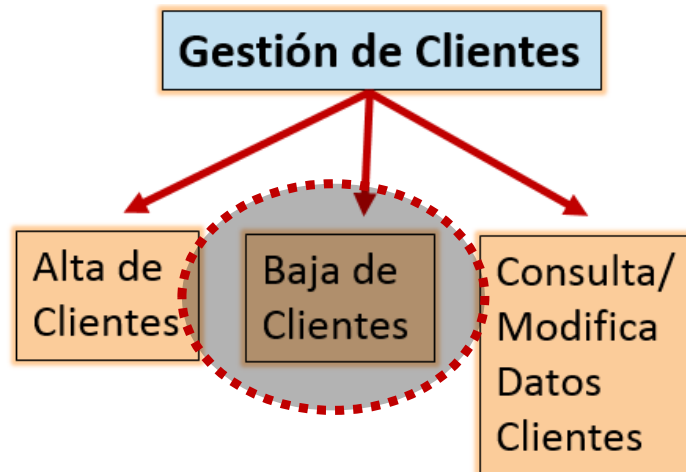 Gestión de Clientes
Alta de
Clientes
Baja de
Clientes
Consulta/
Modifica
Datos
Clientes